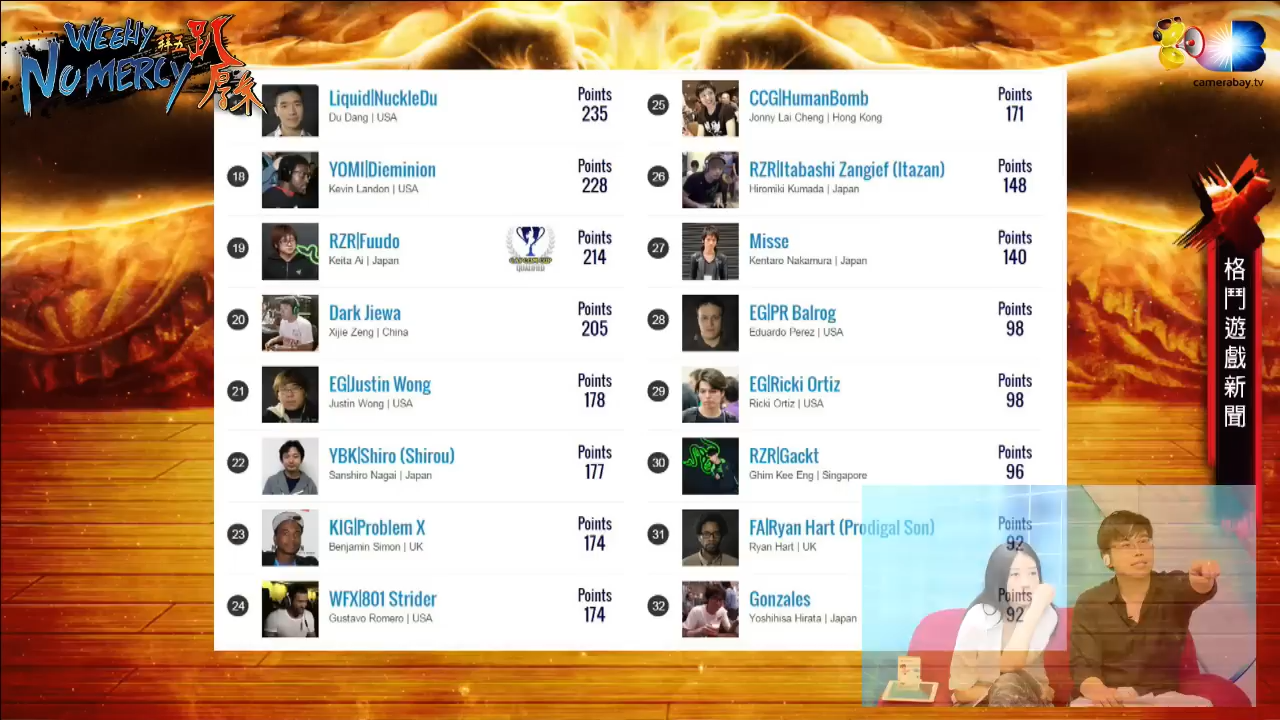 WEEKLY
拜五
趴
NO MERCY
camerabay.tv
Liquid|NuckleDu
Du Dang | USA
Points
235
18
YOMI|Dieminion
Kevin Landon | USA
Points
228
19
RZR|Fuudo
Keita Ai | Japan
CAPCOM CUP
QUALIFIED
Points
214
20
Dark Jiewa
Xijie Zeng | China
Points
205
21
EG|Justin Wong
Justin Wong | USA
Points
178
22
YBK|Shiro (Shirou)
Sanshiro Nagai | Japan
Points
177
23
KIG|Problem X
Benjamin Simon | UK
Points
174
24
WFX|801 Strider
Gustavo Romero | USA
Points
174
25
CCG|HumanBomb
Jonny Lai Cheng | Hong Kong
Points
171
26
RZR|Itabashi Zangief (Itazan)
Hiromiki Kumada | Japan
Points
148
27
Misse
Kentaro Nakamura | Japan
Points
140
28
EG|PR Balrog
Eduardo Perez | USA
Points
98
29
EG|Ricki Ortiz
Ricki Ortiz | USA
Points
98
30
RZR|Gackt
Ghim Kee Eng | Singapore
Points
96
31
FA|Ryan Hart (Prodigal Son)
Ryan Hart | UK
Points
92
32
Gonzales
Yoshihisa Hirata | Japan
Points
92
格鬥遊戲新聞